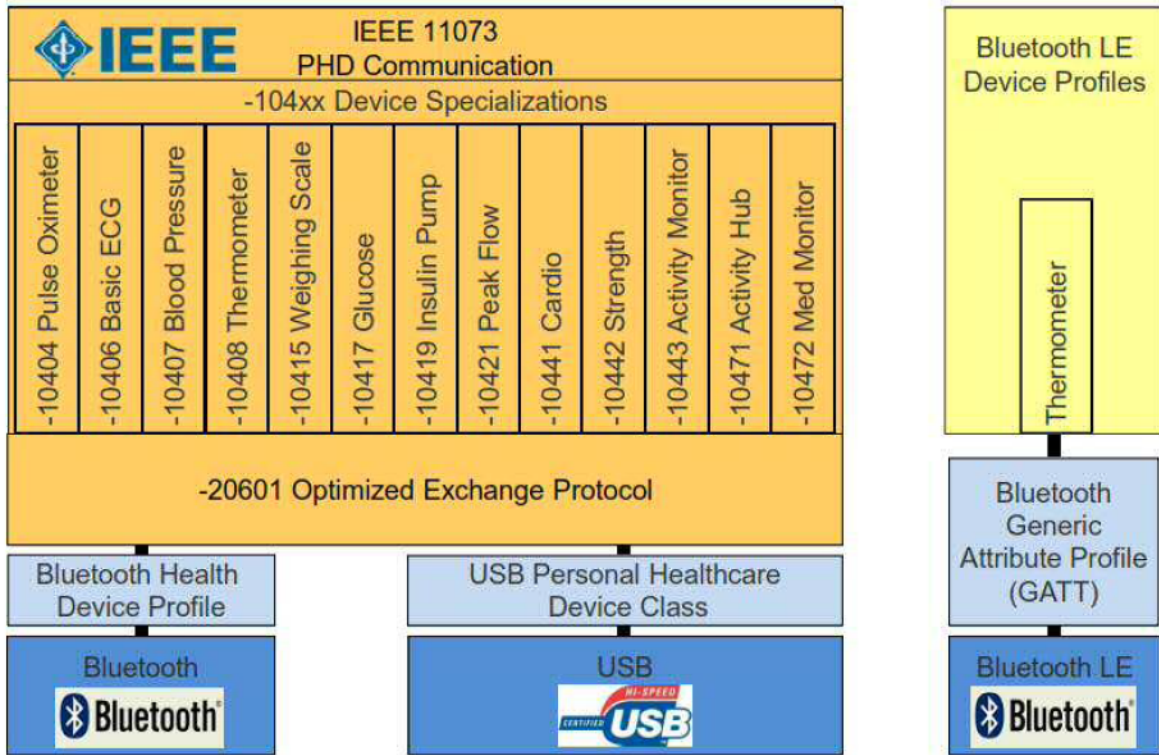 IEEE
IEEE 11073
PHD Communication
-104xx Device Specializations
-10404 Pulse Oximeter
-10406 Basic ECG
-10407 Blood Pressure
-10408 Thermometer
-10415 Weighing Scale
-10417 Glucose
-10419 Insulin Pump
-10421 Peak Flow
-10441 Cardio
-10442 Strength
-10443 Activity Monitor
-10471 Activity Hub
-10472 Med Monitor
-20601 Optimized Exchange Protocol
Bluetooth Health
Device Profile
USB Personal Healthcare
Device Class
Bluetooth
Bluetooth
USB
HI-SPEED
CERTIFIED
USB
Bluetooth LE
Device Profiles
Thermometer
Bluetooth
Generic
Attribute Profile
(GATT)
Bluetooth LE
Bluetooth